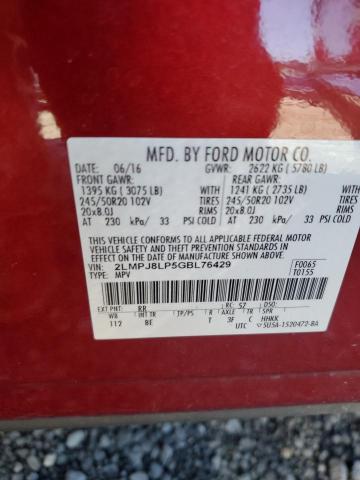 MFD. BY FORD MOTOR CO.
DATE: 06/16 GVWR: 2622 KG ( 5780 LB)
FRONT GAWR: REAR GAWR:
1395 KG ( 3075 LB) WITH 1241 KG ( 2735 LB) WITH
245/50R20 102V TIRES 245/50R20 102V TIRES
20x8.0J RIMS 20x8.0J RIMS
AT 230 kPa/ 33 PSI COLD AT 230 kPa/ 33 PSI COLD
THIS VEHICLE CONFORMS TO ALL APPLICABLE FEDERAL MOTOR
VEHICLE SAFETY AND THEFT PREVENTION STANDARDS IN EFFECT ON THE DATE OF MANUFACTURE SHOWN ABOVE.
VIN: 2LMPJ8LP5GBL76429 F0065
TYPE: MPV T0155
EXT PNT: RR RC: 57 DSO:
WB INT TR TP/PS R AXLE TR SPR
112 BE T 3F C HHKK
UTC 5U5A-1520472-BA